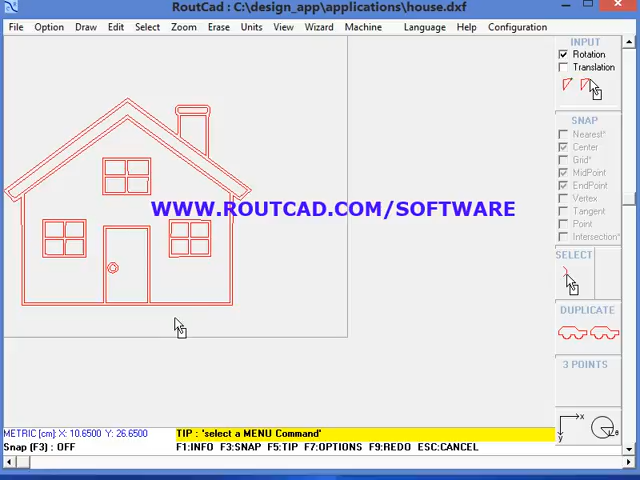 RoutCad : C:\design_app\applications\house.dxf
File Option Draw Edit Select Zoom Erase Units View Wizard Machine Language Help Configuration
INPUT
Rotation
Translation
SNAP
Nearest*
Center
Grid*
MidPoint
EndPoint
Vertex
Tangent
Point
Intersection*
WWW.ROUTCAD.COM/SOFTWARE
SELECT
DUPLICATE
3 POINTS
x
y
METRIC [cm]: X: 10.6500 Y: 26.6500 TIP : 'select a MENU Command'
Snap (F3) : OFF F1:INFO F3:SNAP F5:TIP F7:OPTIONS F9:REDO ESC:CANCEL